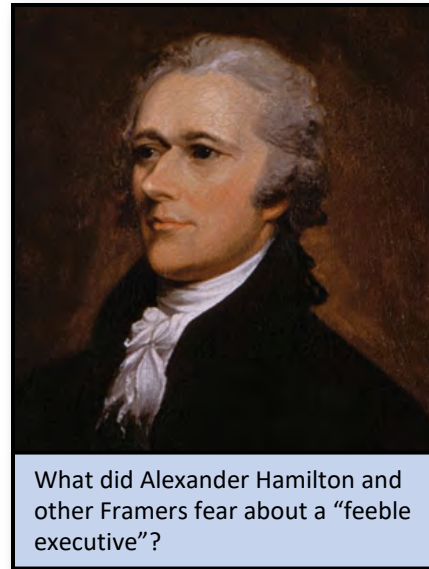 What did Alexander Hamilton and
other Framers fear about a “feeble
executive”?